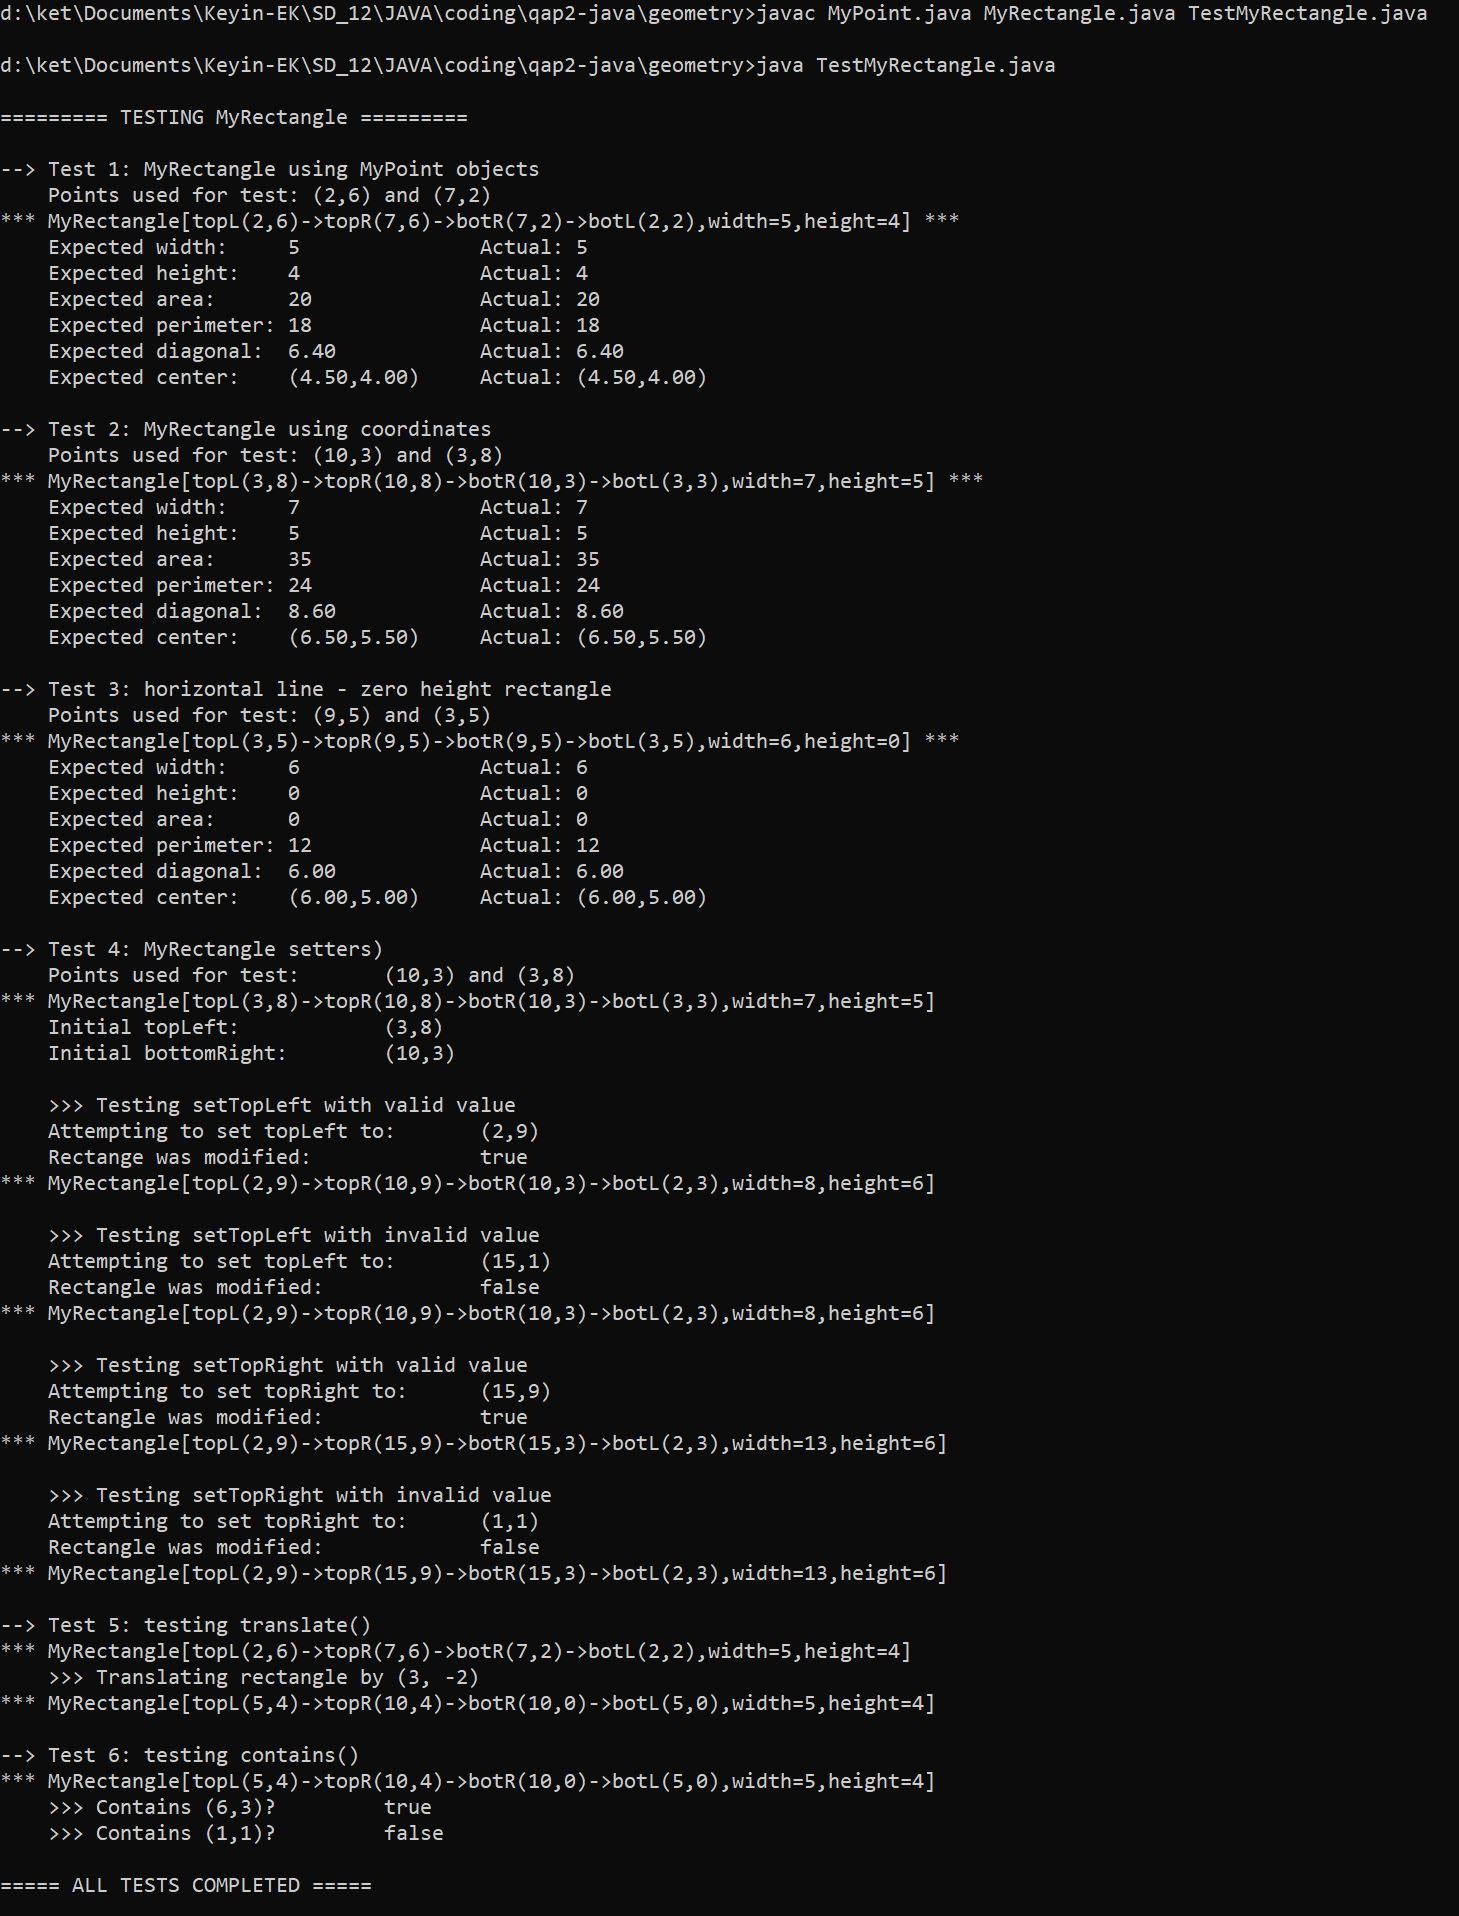 d:\ket\Documents\Keyin-EK\SD_12\JAVA\coding\qap2-java\geometry>javac MyPoint.java MyRectangle.java TestMyRectangle.java
d:\ket\Documents\Keyin-EK\SD_12\JAVA\coding\qap2-java\geometry>java TestMyRectangle.java
========= TESTING MyRectangle =========
--> Test 1: MyRectangle using MyPoint objects
    Points used for test: (2,6) and (7,2)
*** MyRectangle[topL(2,6)->topR(7,6)->botR(7,2)->botL(2,2),width=5,height=4] ***
    Expected width:     5               Actual: 5
    Expected height:    4               Actual: 4
    Expected area:      20              Actual: 20
    Expected perimeter: 18              Actual: 18
    Expected diagonal:  6.40            Actual: 6.40
    Expected center:    (4.50,4.00)     Actual: (4.50,4.00)
--> Test 2: MyRectangle using coordinates
    Points used for test: (10,3) and (3,8)
*** MyRectangle[topL(3,8)->topR(10,8)->botR(10,3)->botL(3,3),width=7,height=5] ***
    Expected width:     7               Actual: 7
    Expected height:    5               Actual: 5
    Expected area:      35              Actual: 35
    Expected perimeter: 24              Actual: 24
    Expected diagonal:  8.60            Actual: 8.60
    Expected center:    (6.50,5.50)     Actual: (6.50,5.50)
--> Test 3: horizontal line - zero height rectangle
    Points used for test: (9,5) and (3,5)
*** MyRectangle[topL(3,5)->topR(9,5)->botR(9,5)->botL(3,5),width=6,height=0] ***
    Expected width:     6               Actual: 6
    Expected height:    0               Actual: 0
    Expected area:      0               Actual: 0
    Expected perimeter: 12              Actual: 12
    Expected diagonal:  6.00            Actual: 6.00
    Expected center:    (6.00,5.00)     Actual: (6.00,5.00)
--> Test 4: MyRectangle setters)
    Points used for test:       (10,3) and (3,8)
*** MyRectangle[topL(3,8)->topR(10,8)->botR(10,3)->botL(3,3),width=7,height=5]
    Initial topLeft:            (3,8)
    Initial bottomRight:        (10,3)
    >>> Testing setTopLeft with valid value
    Attempting to set topLeft to:       (2,9)
    Rectange was modified:              true
*** MyRectangle[topL(2,9)->topR(10,9)->botR(10,3)->botL(2,3),width=8,height=6]
    >>> Testing setTopLeft with invalid value
    Attempting to set topLeft to:       (15,1)
    Rectangle was modified:             false
*** MyRectangle[topL(2,9)->topR(10,9)->botR(10,3)->botL(2,3),width=8,height=6]
    >>> Testing setTopRight with valid value
    Attempting to set topRight to:      (15,9)
    Rectangle was modified:             true
*** MyRectangle[topL(2,9)->topR(15,9)->botR(15,3)->botL(2,3),width=13,height=6]
    >>> Testing setTopRight with invalid value
    Attempting to set topRight to:      (1,1)
    Rectangle was modified:             false
*** MyRectangle[topL(2,9)->topR(15,9)->botR(15,3)->botL(2,3),width=13,height=6]
--> Test 5: testing translate()
*** MyRectangle[topL(2,6)->topR(7,6)->botR(7,2)->botL(2,2),width=5,height=4]
    >>> Translating rectangle by (3, -2)
*** MyRectangle[topL(5,4)->topR(10,4)->botR(10,0)->botL(5,0),width=5,height=4]
--> Test 6: testing contains()
*** MyRectangle[topL(5,4)->topR(10,4)->botR(10,0)->botL(5,0),width=5,height=4]
    >>> Contains (6,3)?         true
    >>> Contains (1,1)?         false
===== ALL TESTS COMPLETED =====